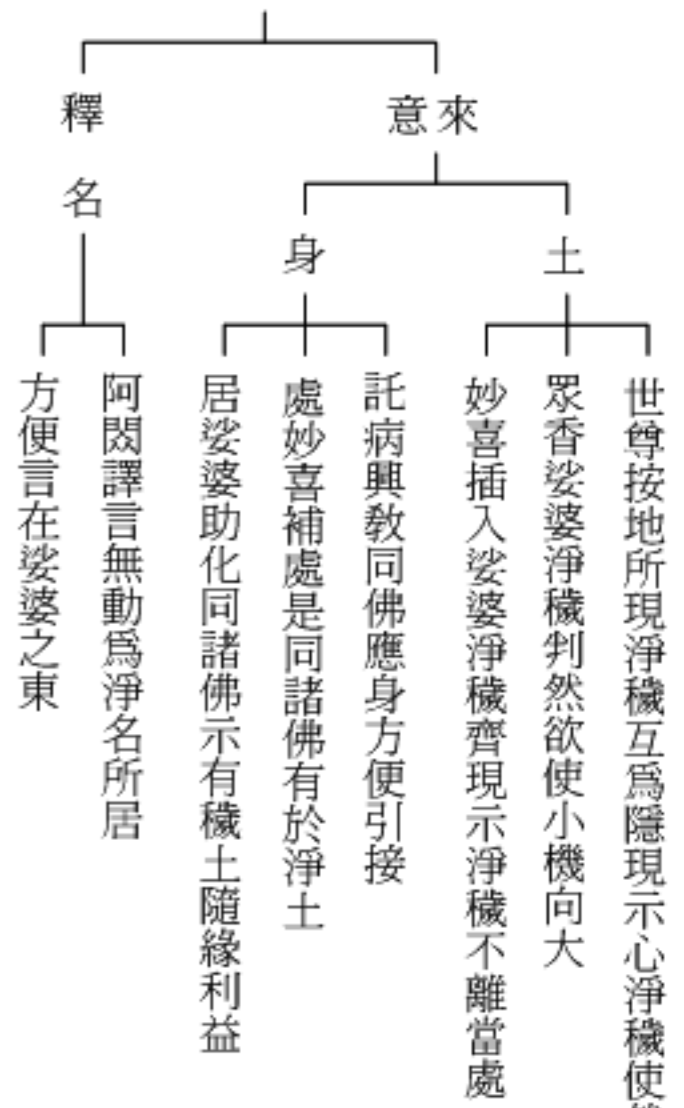 來意
土
世尊按地所現淨穢互爲隱現示心淨穢使
眾香娑婆淨穢判然欲使小機向大
妙喜插入娑婆淨穢齊現示淨穢不離當處
身
託病興教同佛應身方便引接
處妙喜補處是同諸佛有於淨土
居娑婆助化同諸佛示有穢土隨緣利益
釋名
阿閦譯言無動爲淨名所居
方便言在娑婆之東